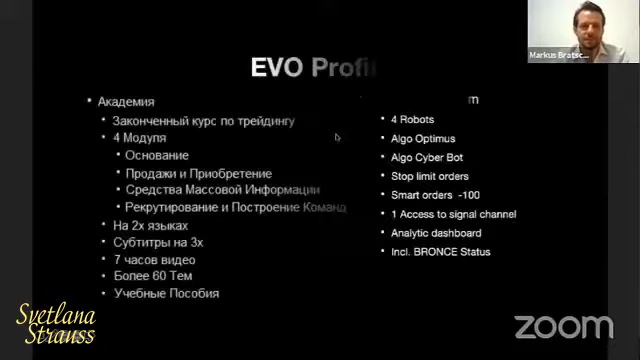 Markus Bratsc...
EVO Profi
Академия
Законченный курс по трейдингу
4 Модуля
Основание
Продажи и Приобретение
Средства Массовой Информации
Рекрутирование и Построение Команд
На 2х языках
Субтитры на 3х
7 часов видео
Более 60 Тем
Учебные Пособия
m
4 Robots
Algo Optimus
Algo Cyber Bot
Stop limit orders
Smart orders -100
1 Access to signal channel
Analytic dashboard
Incl. BRONCE Status
Svetlana
Strauss
zoom